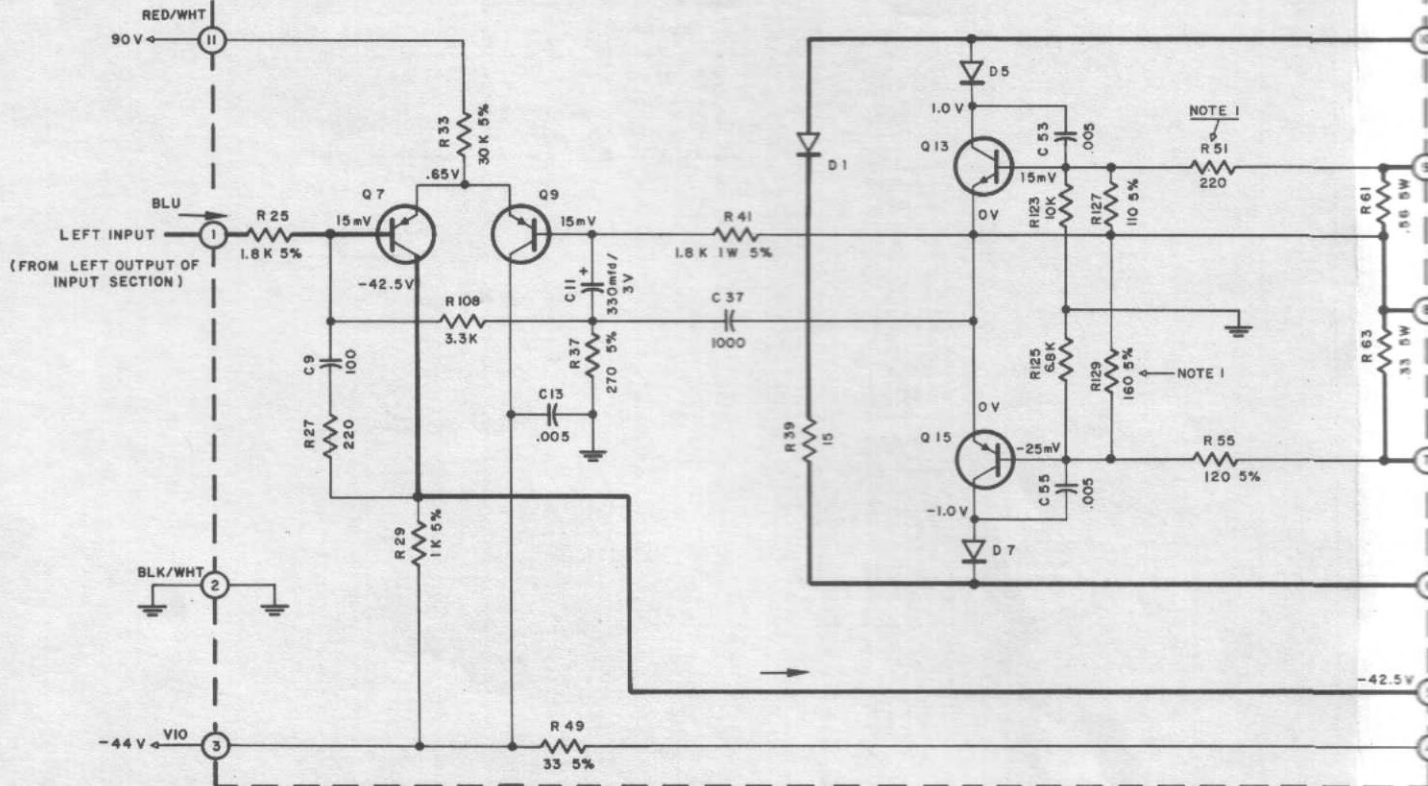 RED/WHT
11
90V
D5
1.0V
C53
.005
NOTE 1
R33
30K 5%
D1
Q13
15mV
R51
220
.65V
Q7
Q9
BLU
R25
1.8K 5%
15mV
15mV
R41
1.8K 1W 5%
0V
R123
10K
R127
110 5%
R61
.56 5W
LEFT INPUT
1
(FROM LEFT OUTPUT OF
INPUT SECTION)
-42.5V
C11
+
330mfd/
3V
R108
3.3K
C37
1000
C9
100
R37
270 5%
R125
6.8K
R129
160 5%
NOTE 1
R63
.33 5W
8
R27
220
C13
.005
R39
15
0V
Q15
-25mV
R55
120 5%
C55
.005
-1.0V
D7
R29
1K 5%
BLK/WHT
2
-42.5V
-44V
VIO
3
R49
33 5%